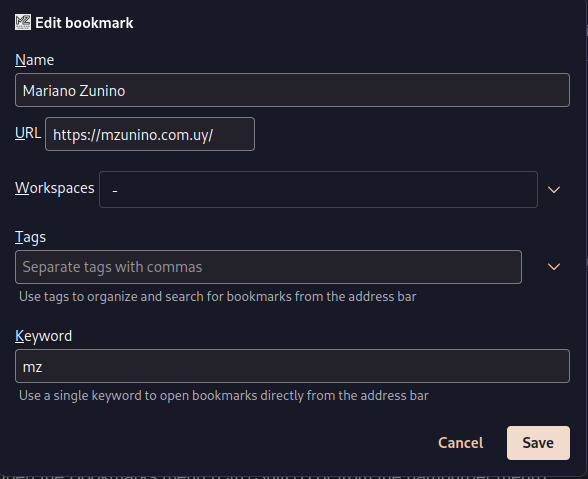 Edit bookmark
Name
Mariano Zunino
URL https://mzunino.com.uy/
Workspaces -
Tags
Separate tags with commas
Use tags to organize and search for bookmarks from the address bar
Keyword
mz
Use a single keyword to open bookmarks directly from the address bar
Cancel Save